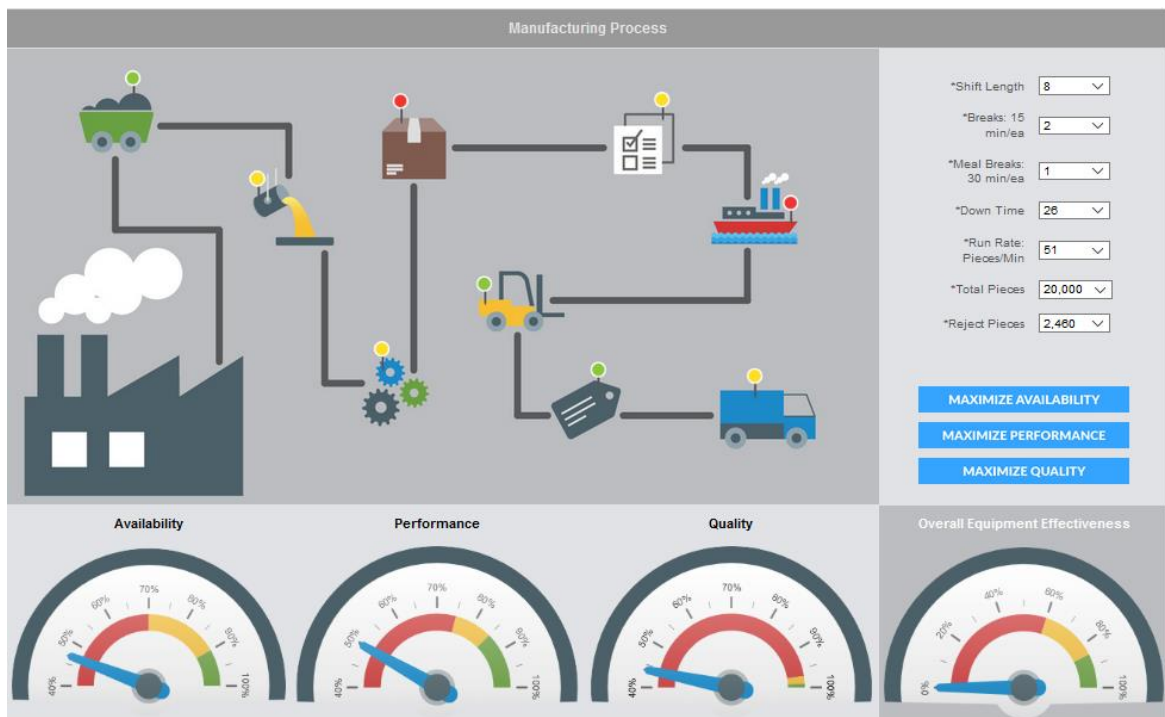 Manufacturing Process
*Shift Length 8
*Breaks: 15
min/ea 2
*Meal Breaks:
30 min/ea 1
*Down Time 26
*Run Rate:
Pieces/Min 51
*Total Pieces 20,000
*Reject Pieces 2,460
MAXIMIZE AVAILABILITY
MAXIMIZE PERFORMANCE
MAXIMIZE QUALITY
Availability
40% 50% 60% 70% 80% 90% 100%
Performance
40% 50% 60% 70% 80% 90% 100%
Quality
40% 50% 60% 70% 80% 90% 100%
Overall Equipment Effectiveness
0% 20% 40% 60% 80% 100%